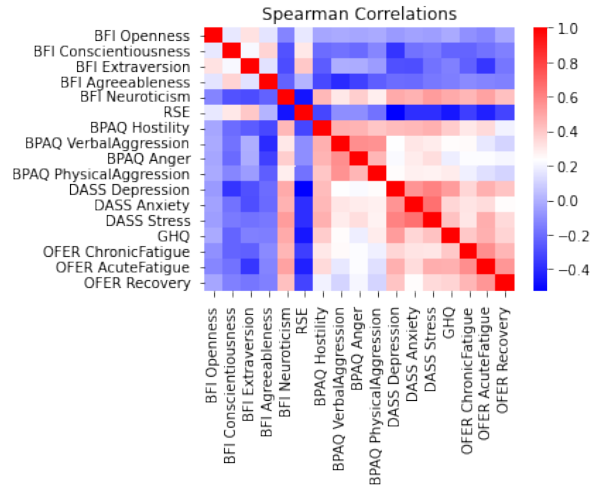 Spearman Correlations
BFI Openness
BFI Conscientiousness
BFI Extraversion
BFI Agreeableness
BFI Neuroticism
RSE
BPAQ Hostility
BPAQ VerbalAggression
BPAQ Anger
BPAQ PhysicalAggression
DASS Depression
DASS Anxiety
DASS Stress
GHQ
OFER ChronicFatigue
OFER AcuteFatigue
OFER Recovery
BFI Openness
BFI Conscientiousness
BFI Extraversion
BFI Agreeableness
BFI Neuroticism
RSE
BPAQ Hostility
BPAQ VerbalAggression
BPAQ Anger
BPAQ PhysicalAggression
DASS Depression
DASS Anxiety
DASS Stress
GHQ
OFER ChronicFatigue
OFER AcuteFatigue
OFER Recovery
1.0
0.8
0.6
0.4
0.2
0.0
−0.2
−0.4